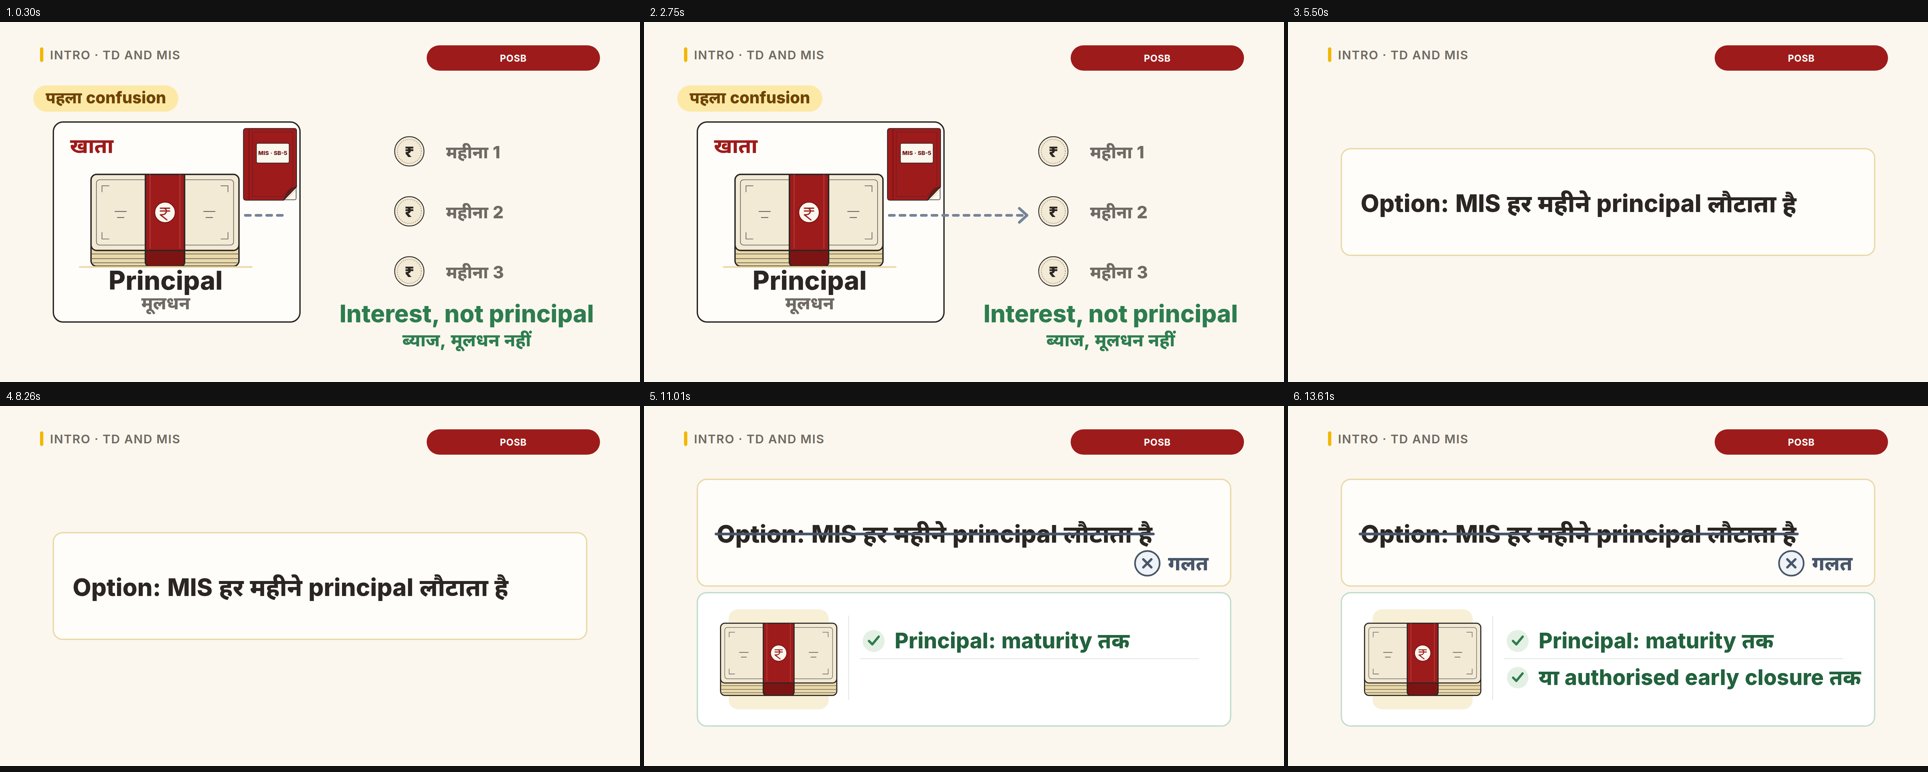 1. 0.30s
INTRO · TD AND MIS
POSB
पहला confusion
खाता
MIS · SB-5
₹
Principal
मूलधन
₹ महीना 1
₹ महीना 2
₹ महीना 3
Interest, not principal
ब्याज, मूलधन नहीं
2. 2.75s
INTRO · TD AND MIS
POSB
पहला confusion
खाता
MIS · SB-5
₹
Principal
मूलधन
₹ महीना 1
₹ महीना 2
₹ महीना 3
Interest, not principal
ब्याज, मूलधन नहीं
3. 5.50s
INTRO · TD AND MIS
POSB
Option: MIS हर महीने principal लौटाता है
4. 8.26s
INTRO · TD AND MIS
POSB
Option: MIS हर महीने principal लौटाता है
5. 11.01s
INTRO · TD AND MIS
POSB
Option: MIS हर महीने principal लौटाता है
गलत
₹
Principal: maturity तक
6. 13.61s
INTRO · TD AND MIS
POSB
Option: MIS हर महीने principal लौटाता है
गलत
₹
Principal: maturity तक
या authorised early closure तक